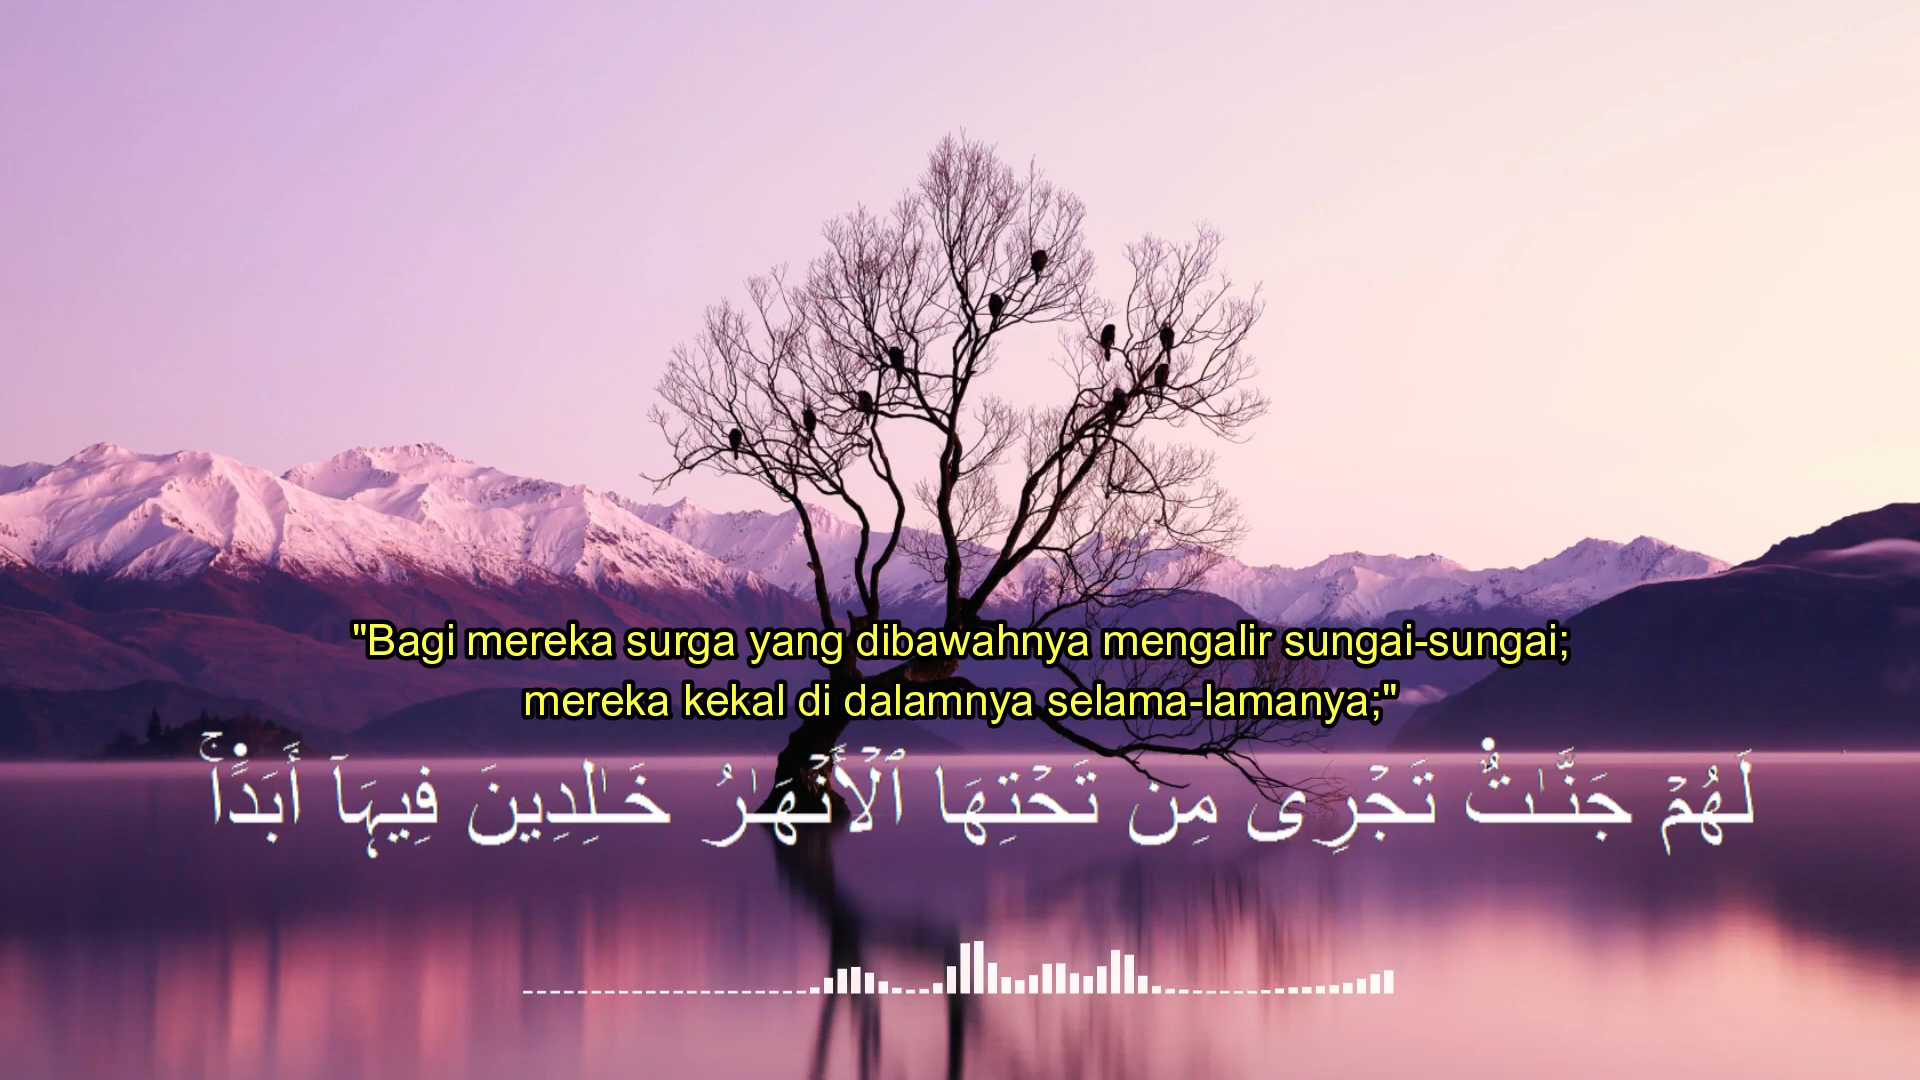 "Bagi mereka surga yang dibawahnya mengalir sungai-sungai;
mereka kekal di dalamnya selama-lamanya;"
لَهُمْ جَنَّـٰتٌۭ تَجْرِى مِن تَحْتِهَا ٱلْأَنْهَـٰرُ خَـٰلِدِينَ فِيهَآ أَبَدًۭا ۚ